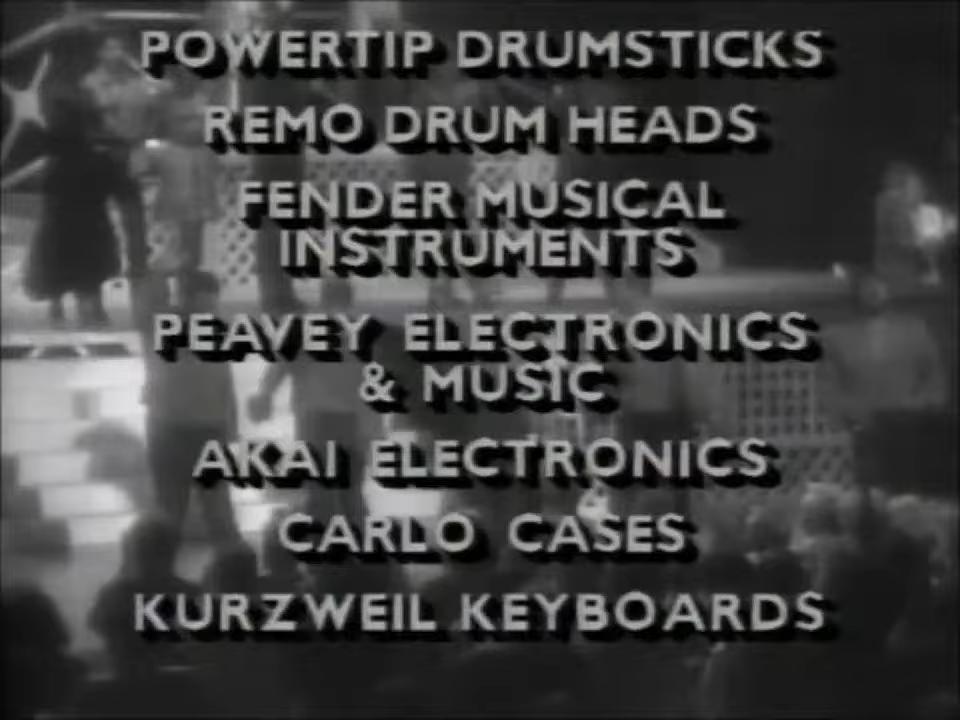 POWERTIP DRUMSTICKS
REMO DRUM HEADS
FENDER MUSICAL
INSTRUMENTS
PEAVEY ELECTRONICS
& MUSIC
AKAI ELECTRONICS
CARLO CASES
KURZWEIL KEYBOARDS